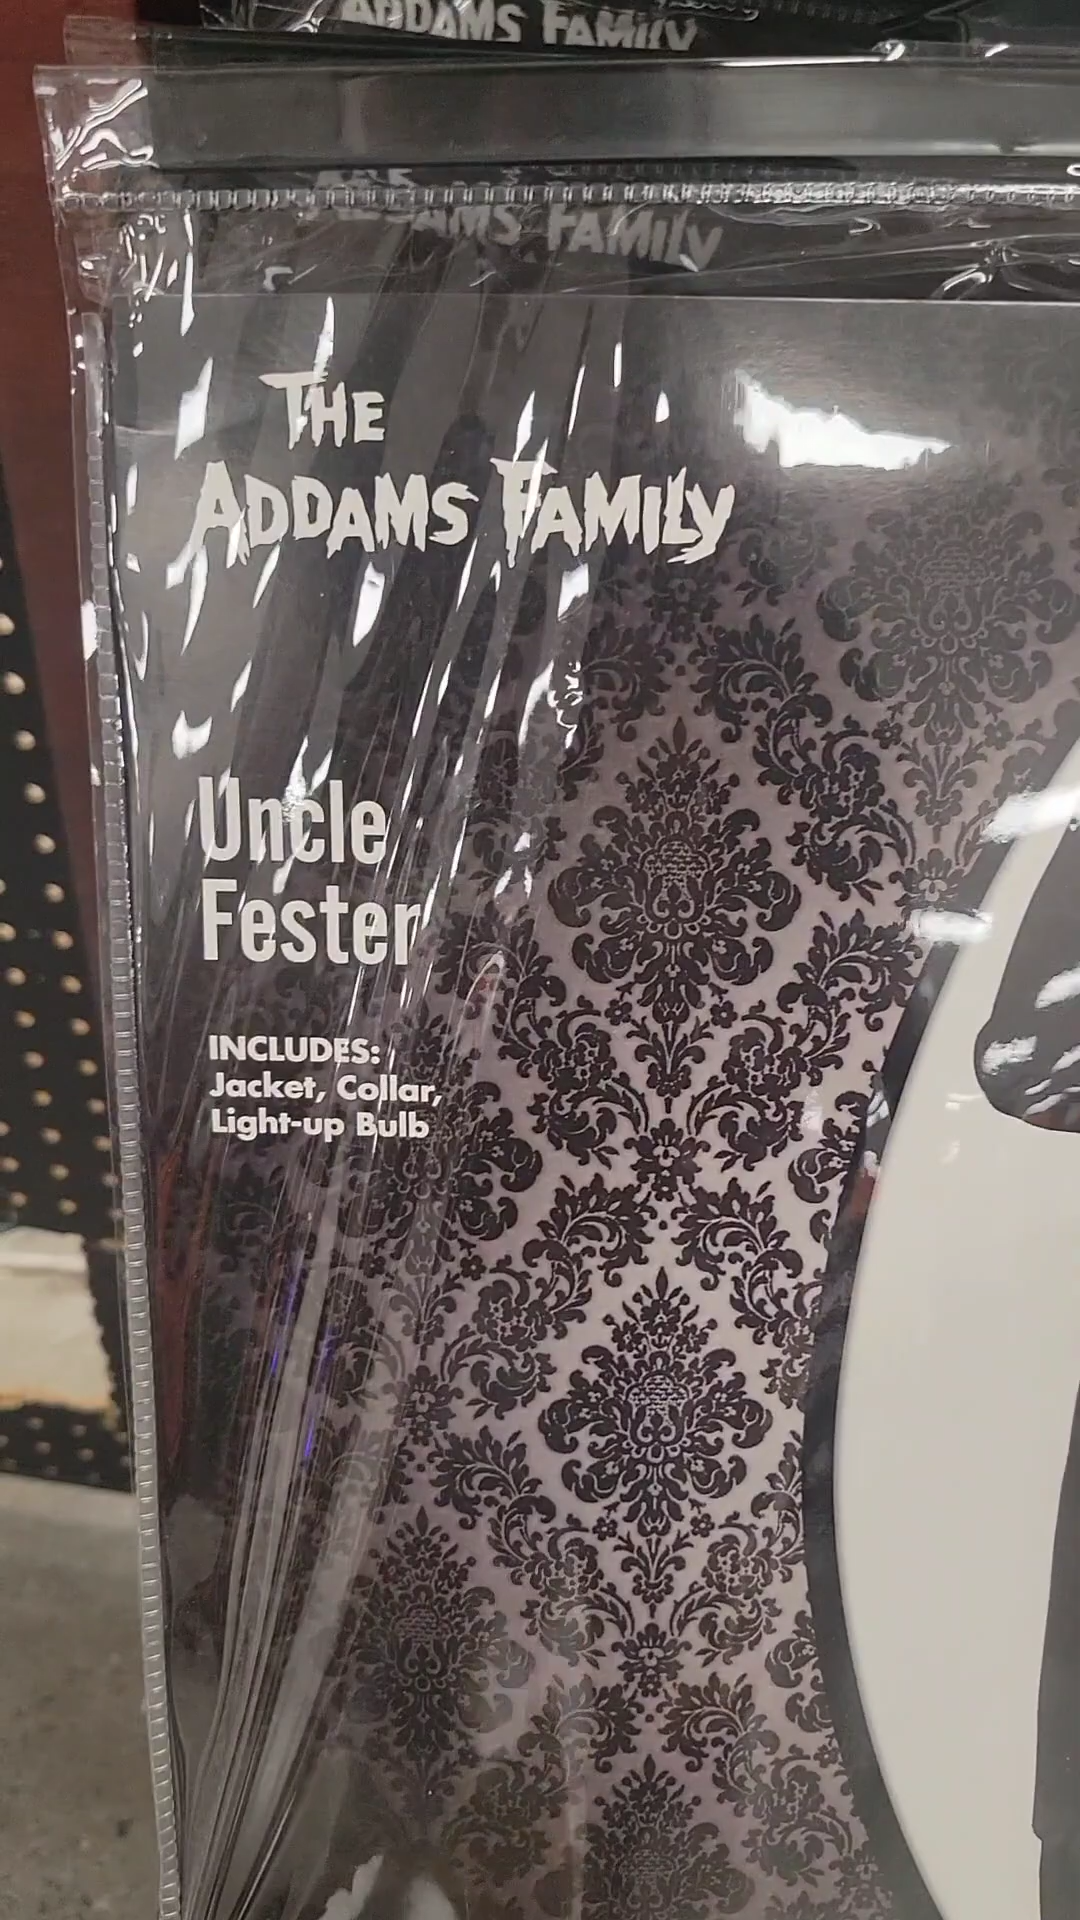 ADDAMS FAMILY
ADDAMS FAMILY
THE
ADDAMS FAMILY
Uncle
Fester
INCLUDES:
Jacket, Collar,
Light-up Bulb